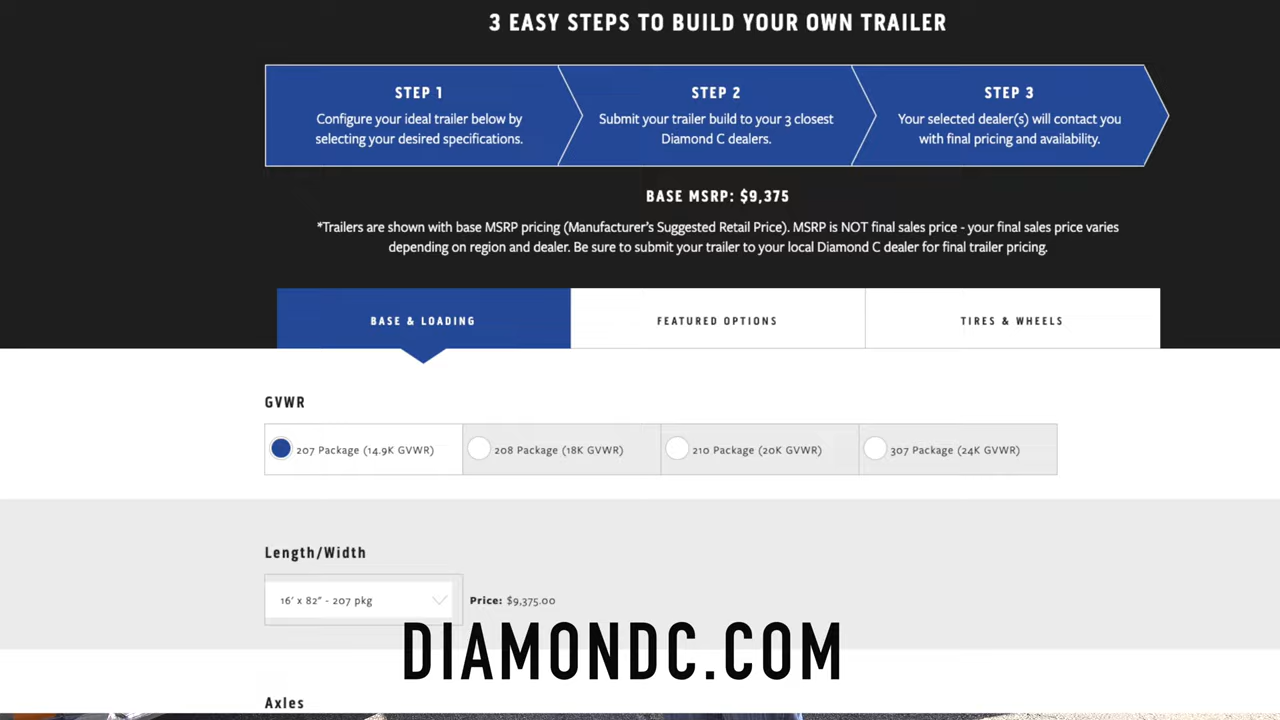 3 EASY STEPS TO BUILD YOUR OWN TRAILER
STEP 1
Configure your ideal trailer below by
selecting your desired specifications.
STEP 2
Submit your trailer build to your 3 closest
Diamond C dealers.
STEP 3
Your selected dealer(s) will contact you
with final pricing and availability.
BASE MSRP: $9,375
*Trailers are shown with base MSRP pricing (Manufacturer's Suggested Retail Price). MSRP is NOT final sales price - your final sales price varies
depending on region and dealer. Be sure to submit your trailer to your local Diamond C dealer for final trailer pricing.
BASE & LOADING
FEATURED OPTIONS
TIRES & WHEELS
GVWR
207 Package (14.9K GVWR)
208 Package (18K GVWR)
210 Package (20K GVWR)
307 Package (24K GVWR)
Length/Width
16' x 82" - 207 pkg
Price: $9,375.00
DIAMONDC.COM
Axles